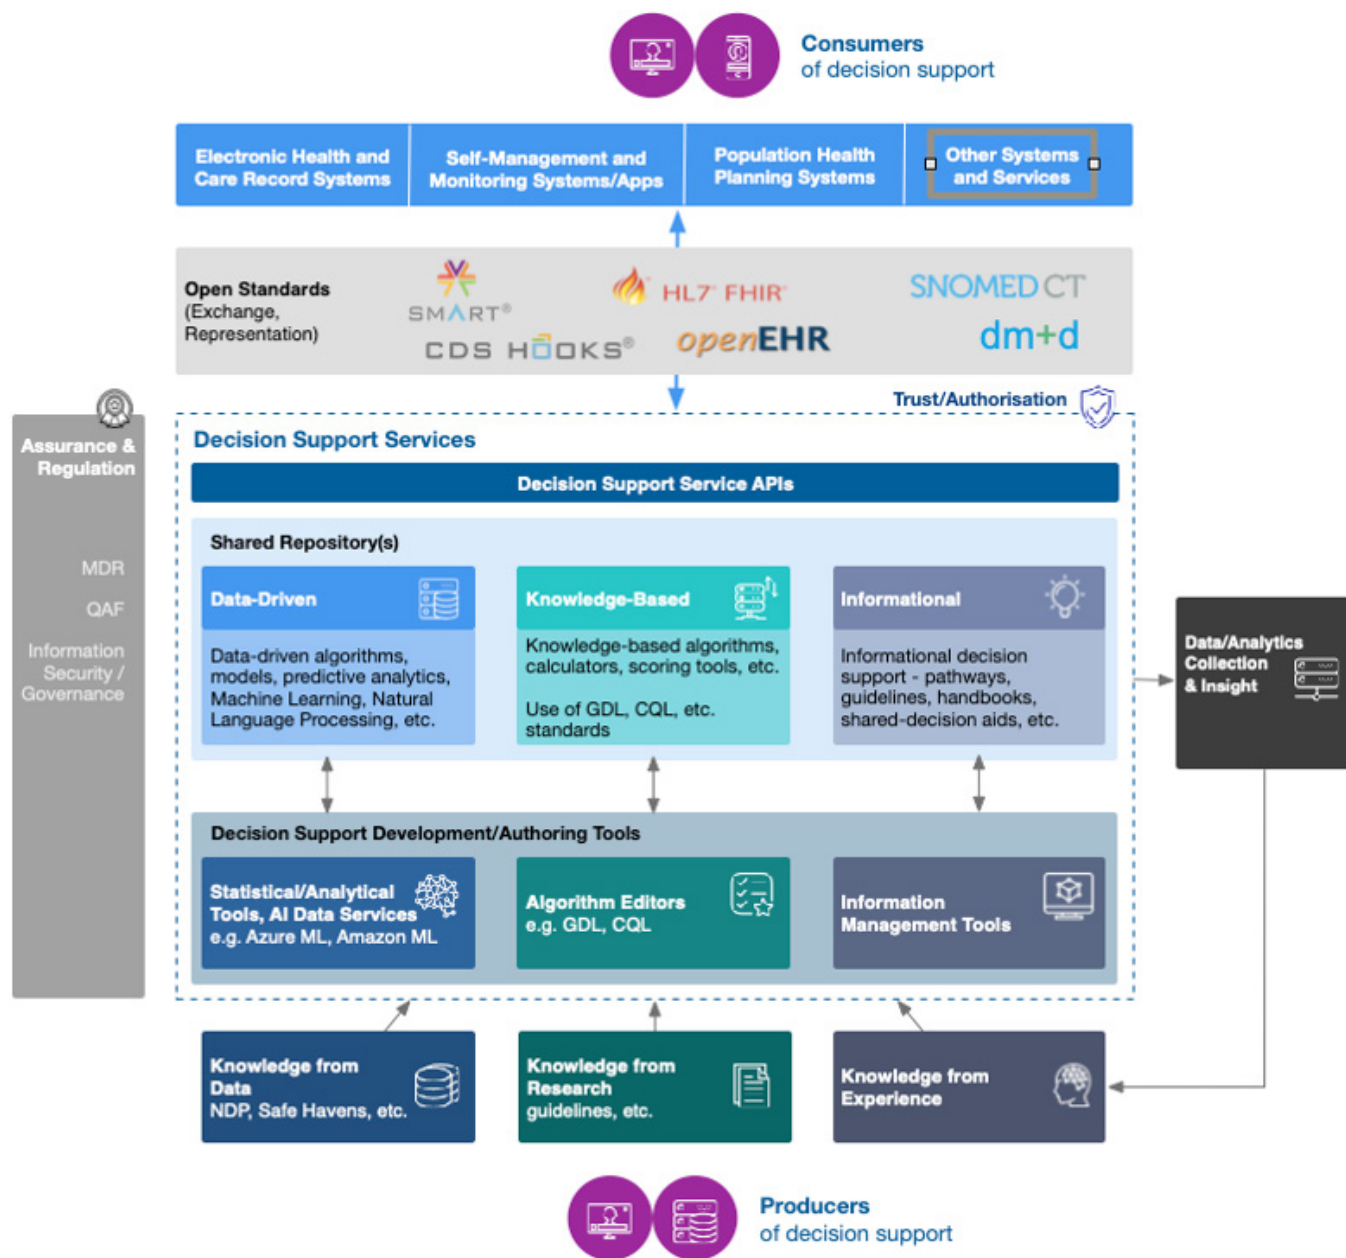 Consumers
of decision support
Electronic Health and
Care Record Systems
Self-Management and
Monitoring Systems/Apps
Population Health
Planning Systems
Other Systems
and Services
Open Standards
(Exchange,
Representation)
SMART®
HL7® FHIR®
SNOMED CT
CDS HOOKS®
openEHR
dm+d
Trust/Authorisation
Assurance &
Regulation
MDR
QAF
Information
Security /
Governance
Decision Support Services
Decision Support Service APIs
Shared Repository(s)
Data-Driven
Data-driven algorithms,
models, predictive analytics,
Machine Learning, Natural
Language Processing, etc.
Knowledge-Based
Knowledge-based algorithms,
calculators, scoring tools, etc.
Use of GDL, CQL, etc.
standards
Informational
Informational decision
support - pathways,
guidelines, handbooks,
shared-decision aids, etc.
Data/Analytics
Collection
& Insight
Decision Support Development/Authoring Tools
Statistical/Analytical
Tools, AI Data Services
e.g. Azure ML, Amazon ML
Algorithm Editors
e.g. GDL, CQL
Information
Management Tools
Knowledge from
Data
NDP, Safe Havens, etc.
Knowledge from
Research
guidelines, etc.
Knowledge from
Experience
Producers
of decision support